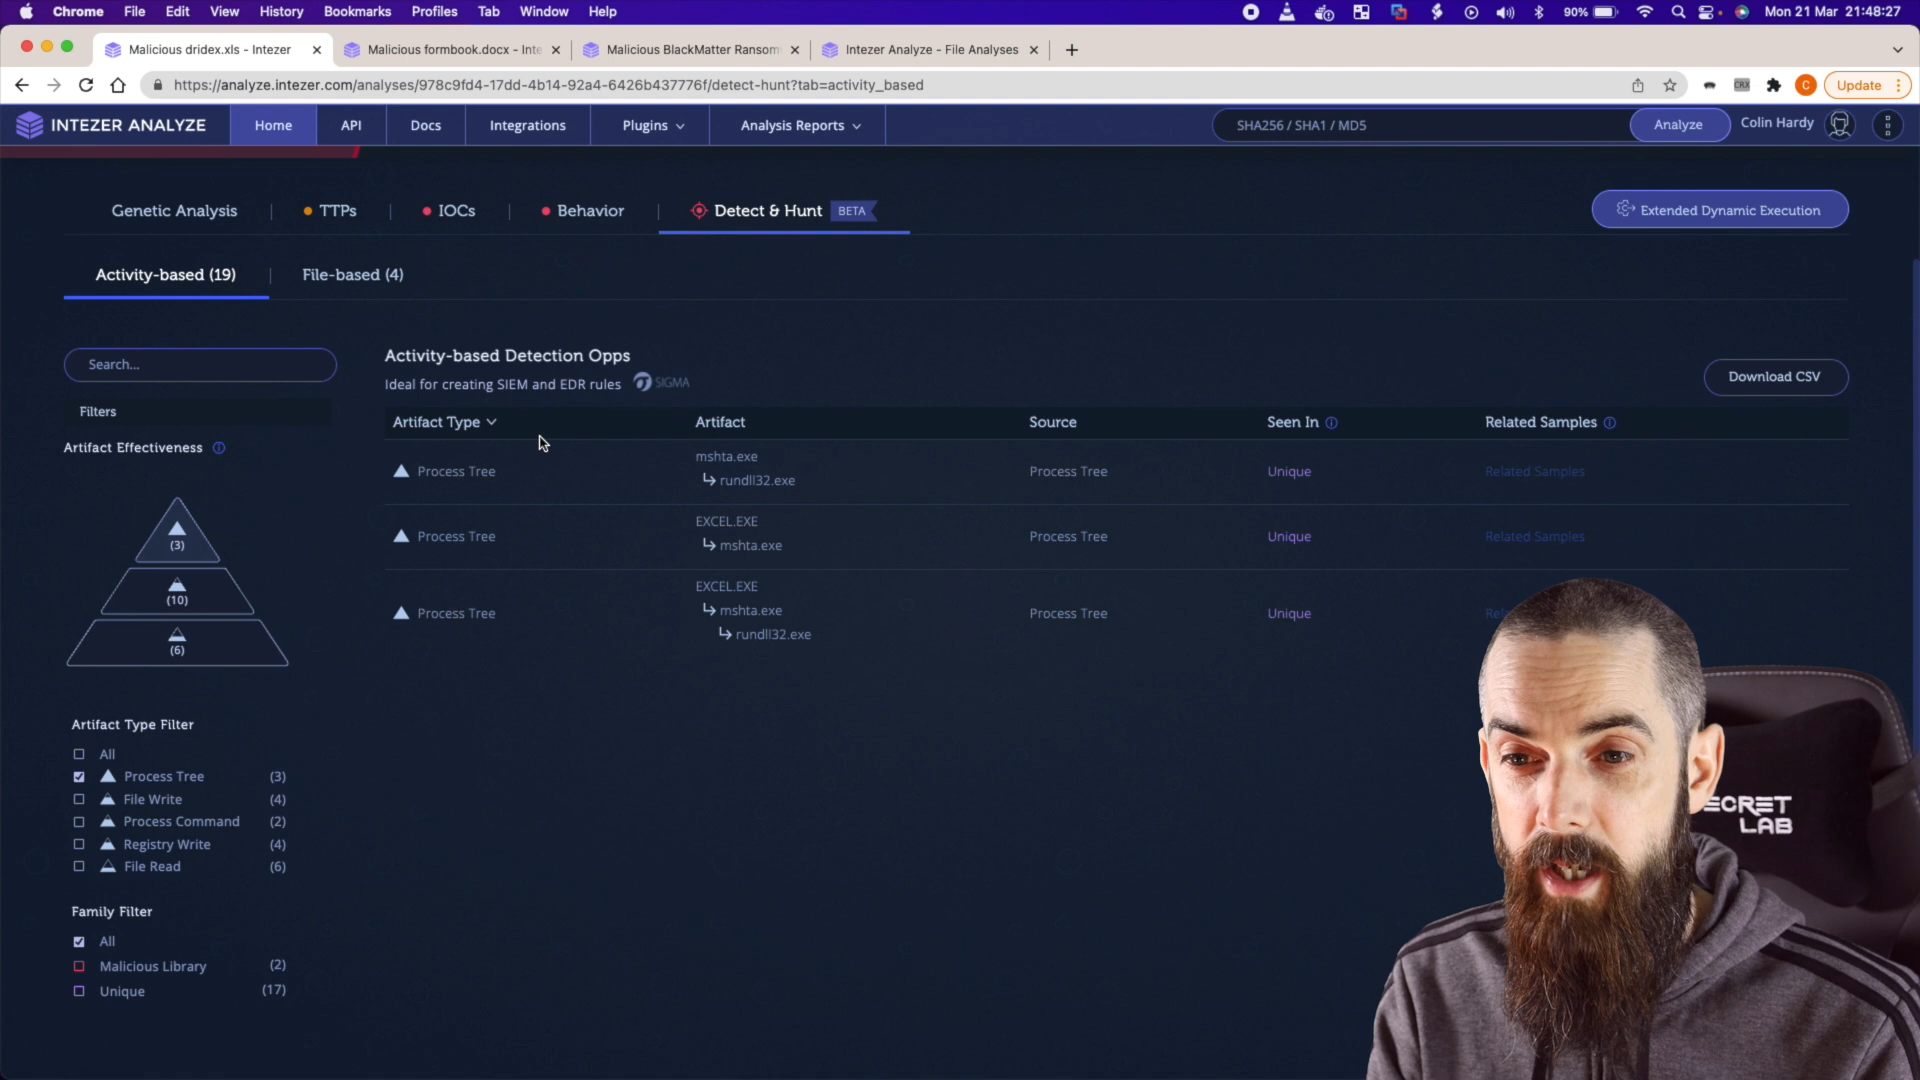 Chrome File Edit View History Bookmarks Profiles Tab Window Help 90% Mon 21 Mar 21:48:27
Malicious dridex.xls - Intezer Malicious formbook.docx - Inte Malicious BlackMatter Ransom Intezer Analyze - File Analyses
https://analyze.intezer.com/analyses/978c9fd4-17dd-4b14-92a4-6426b437776f/detect-hunt?tab=activity_based CRX C Update
INTEZER ANALYZE Home API Docs Integrations Plugins Analysis Reports SHA256 / SHA1 / MD5 Analyze Colin Hardy
Genetic Analysis TTPs IOCs Behavior Detect & Hunt BETA Extended Dynamic Execution
Activity-based (19) File-based (4)
Search...
Filters
Artifact Effectiveness
(3)
(10)
(6)
Artifact Type Filter
All
Process Tree (3)
File Write (4)
Process Command (2)
Registry Write (4)
File Read (6)
Family Filter
All
Malicious Library (2)
Unique (17)
Activity-based Detection Opps
Ideal for creating SIEM and EDR rules SIGMA
Download CSV
Artifact Type Artifact Source Seen In Related Samples
Process Tree mshta.exe Process Tree Unique Related Samples
rundll32.exe
Process Tree EXCEL.EXE Process Tree Unique Related Samples
mshta.exe
Process Tree EXCEL.EXE Process Tree Unique
mshta.exe
rundll32.exe
LAB